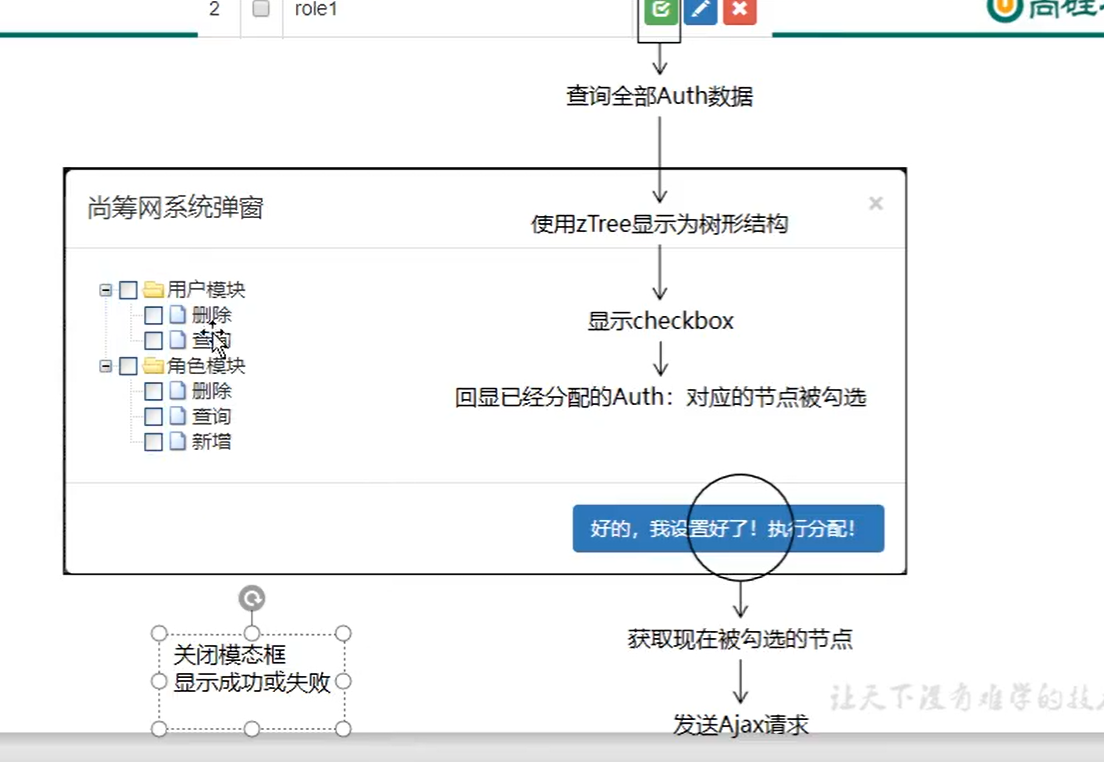 2
role1
查询全部Auth数据
尚筹网系统弹窗
×
使用zTree显示为树形结构
用户模块
删除
查询
角色模块
删除
查询
新增
显示checkbox
回显已经分配的Auth：对应的节点被勾选
好的，我设置好了！执行分配！
关闭模态框
显示成功或失败
获取现在被勾选的节点
发送Ajax请求
让天下没有难学的技